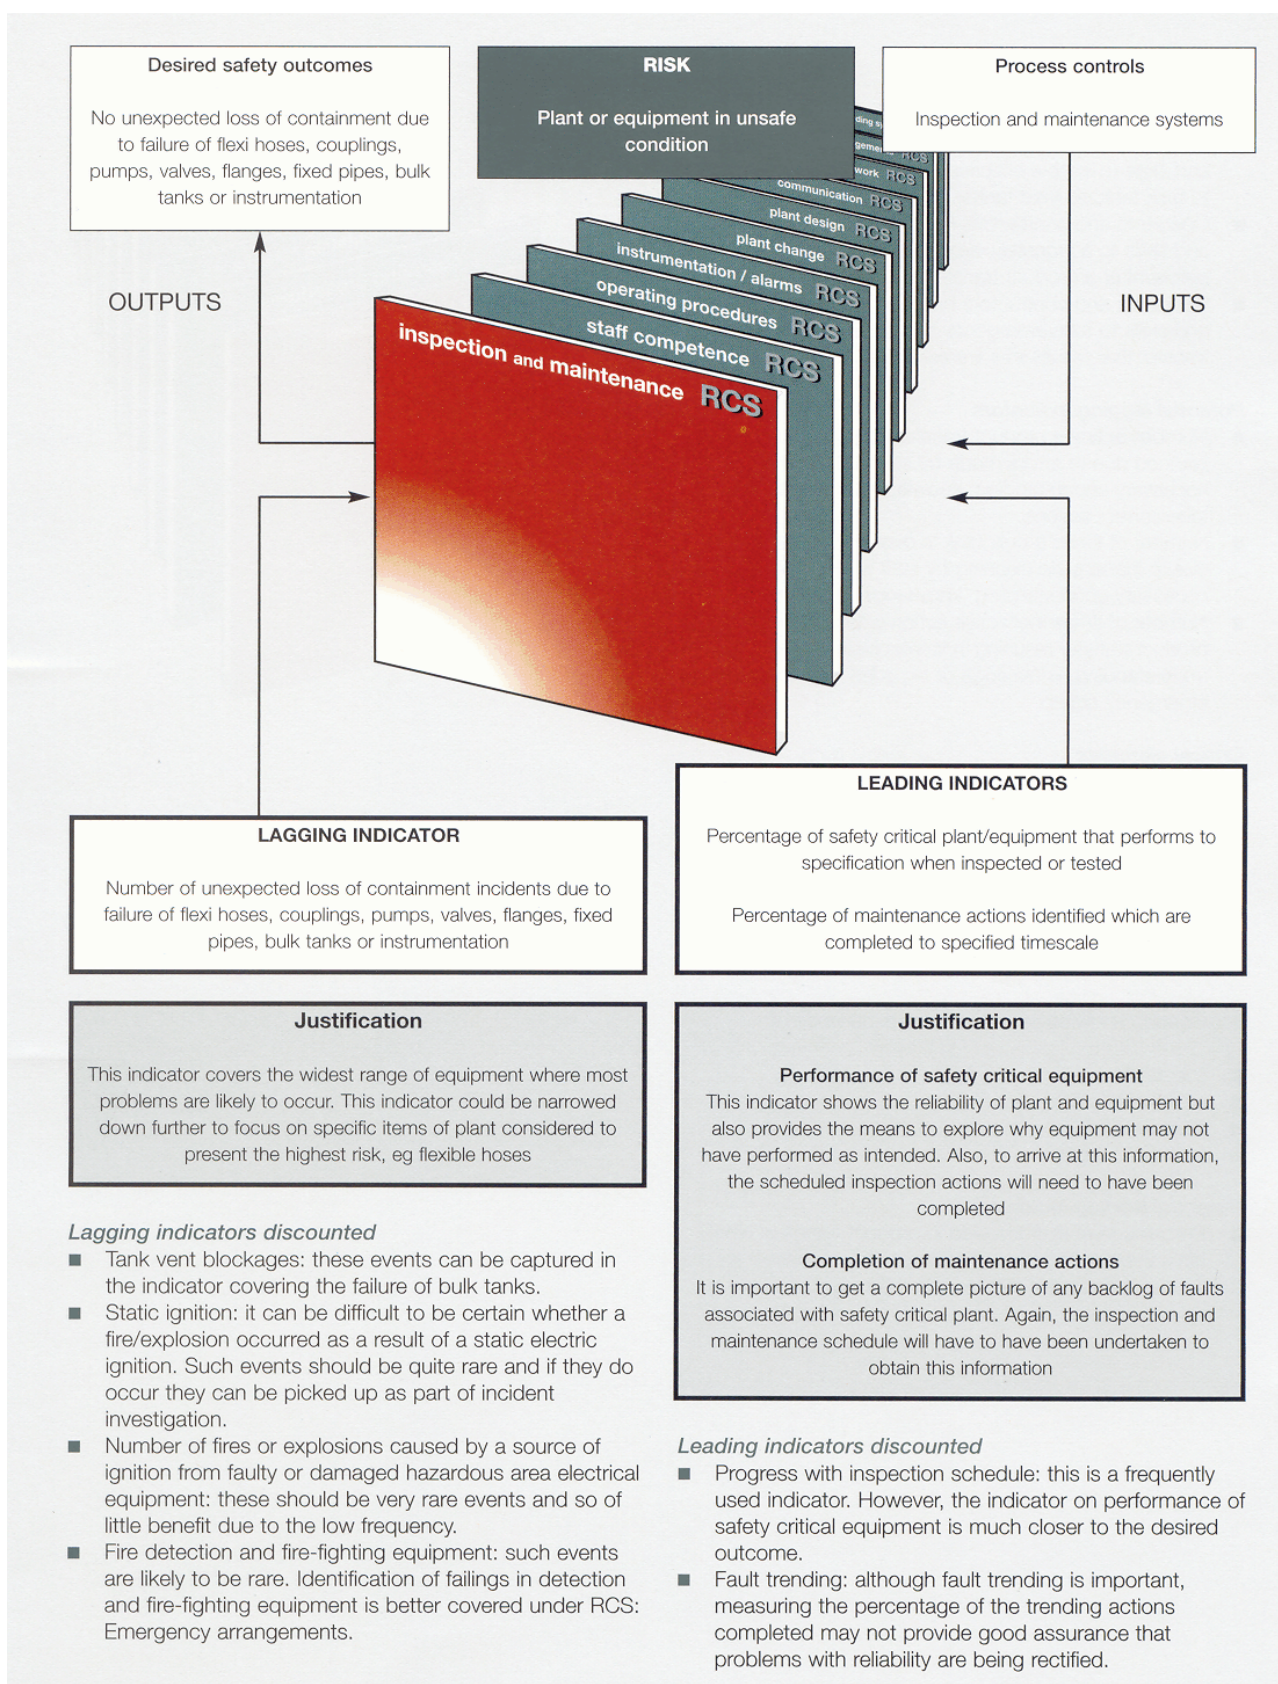 Desired safety outcomes
No unexpected loss of containment due
to failure of flexi hoses, couplings,
pumps, valves, flanges, fixed pipes, bulk
tanks or instrumentation
RISK
Plant or equipment in unsafe
condition
Process controls
Inspection and maintenance systems
RCS
work RCS
communication RCS
plant design RCS
plant change RCS
instrumentation / alarms RCS
operating procedures RCS
staff competence RCS
inspection and maintenance RCS
OUTPUTS
INPUTS
LAGGING INDICATOR
Number of unexpected loss of containment incidents due to
failure of flexi hoses, couplings, pumps, valves, flanges, fixed
pipes, bulk tanks or instrumentation
LEADING INDICATORS
Percentage of safety critical plant/equipment that performs to
specification when inspected or tested
Percentage of maintenance actions identified which are
completed to specified timescale
Justification
This indicator covers the widest range of equipment where most
problems are likely to occur. This indicator could be narrowed
down further to focus on specific items of plant considered to
present the highest risk, eg flexible hoses
Justification
Performance of safety critical equipment
This indicator shows the reliability of plant and equipment but
also provides the means to explore why equipment may not
have performed as intended. Also, to arrive at this information,
the scheduled inspection actions will need to have been
completed
Completion of maintenance actions
It is important to get a complete picture of any backlog of faults
associated with safety critical plant. Again, the inspection and
maintenance schedule will have to have been undertaken to
obtain this information
Lagging indicators discounted
■ Tank vent blockages: these events can be captured in
the indicator covering the failure of bulk tanks.
■ Static ignition: it can be difficult to be certain whether a
fire/explosion occurred as a result of a static electric
ignition. Such events should be quite rare and if they do
occur they can be picked up as part of incident
investigation.
■ Number of fires or explosions caused by a source of
ignition from faulty or damaged hazardous area electrical
equipment: these should be very rare events and so of
little benefit due to the low frequency.
■ Fire detection and fire-fighting equipment: such events
are likely to be rare. Identification of failings in detection
and fire-fighting equipment is better covered under RCS:
Emergency arrangements.
Leading indicators discounted
■ Progress with inspection schedule: this is a frequently
used indicator. However, the indicator on performance of
safety critical equipment is much closer to the desired
outcome.
■ Fault trending: although fault trending is important,
measuring the percentage of the trending actions
completed may not provide good assurance that
problems with reliability are being rectified.